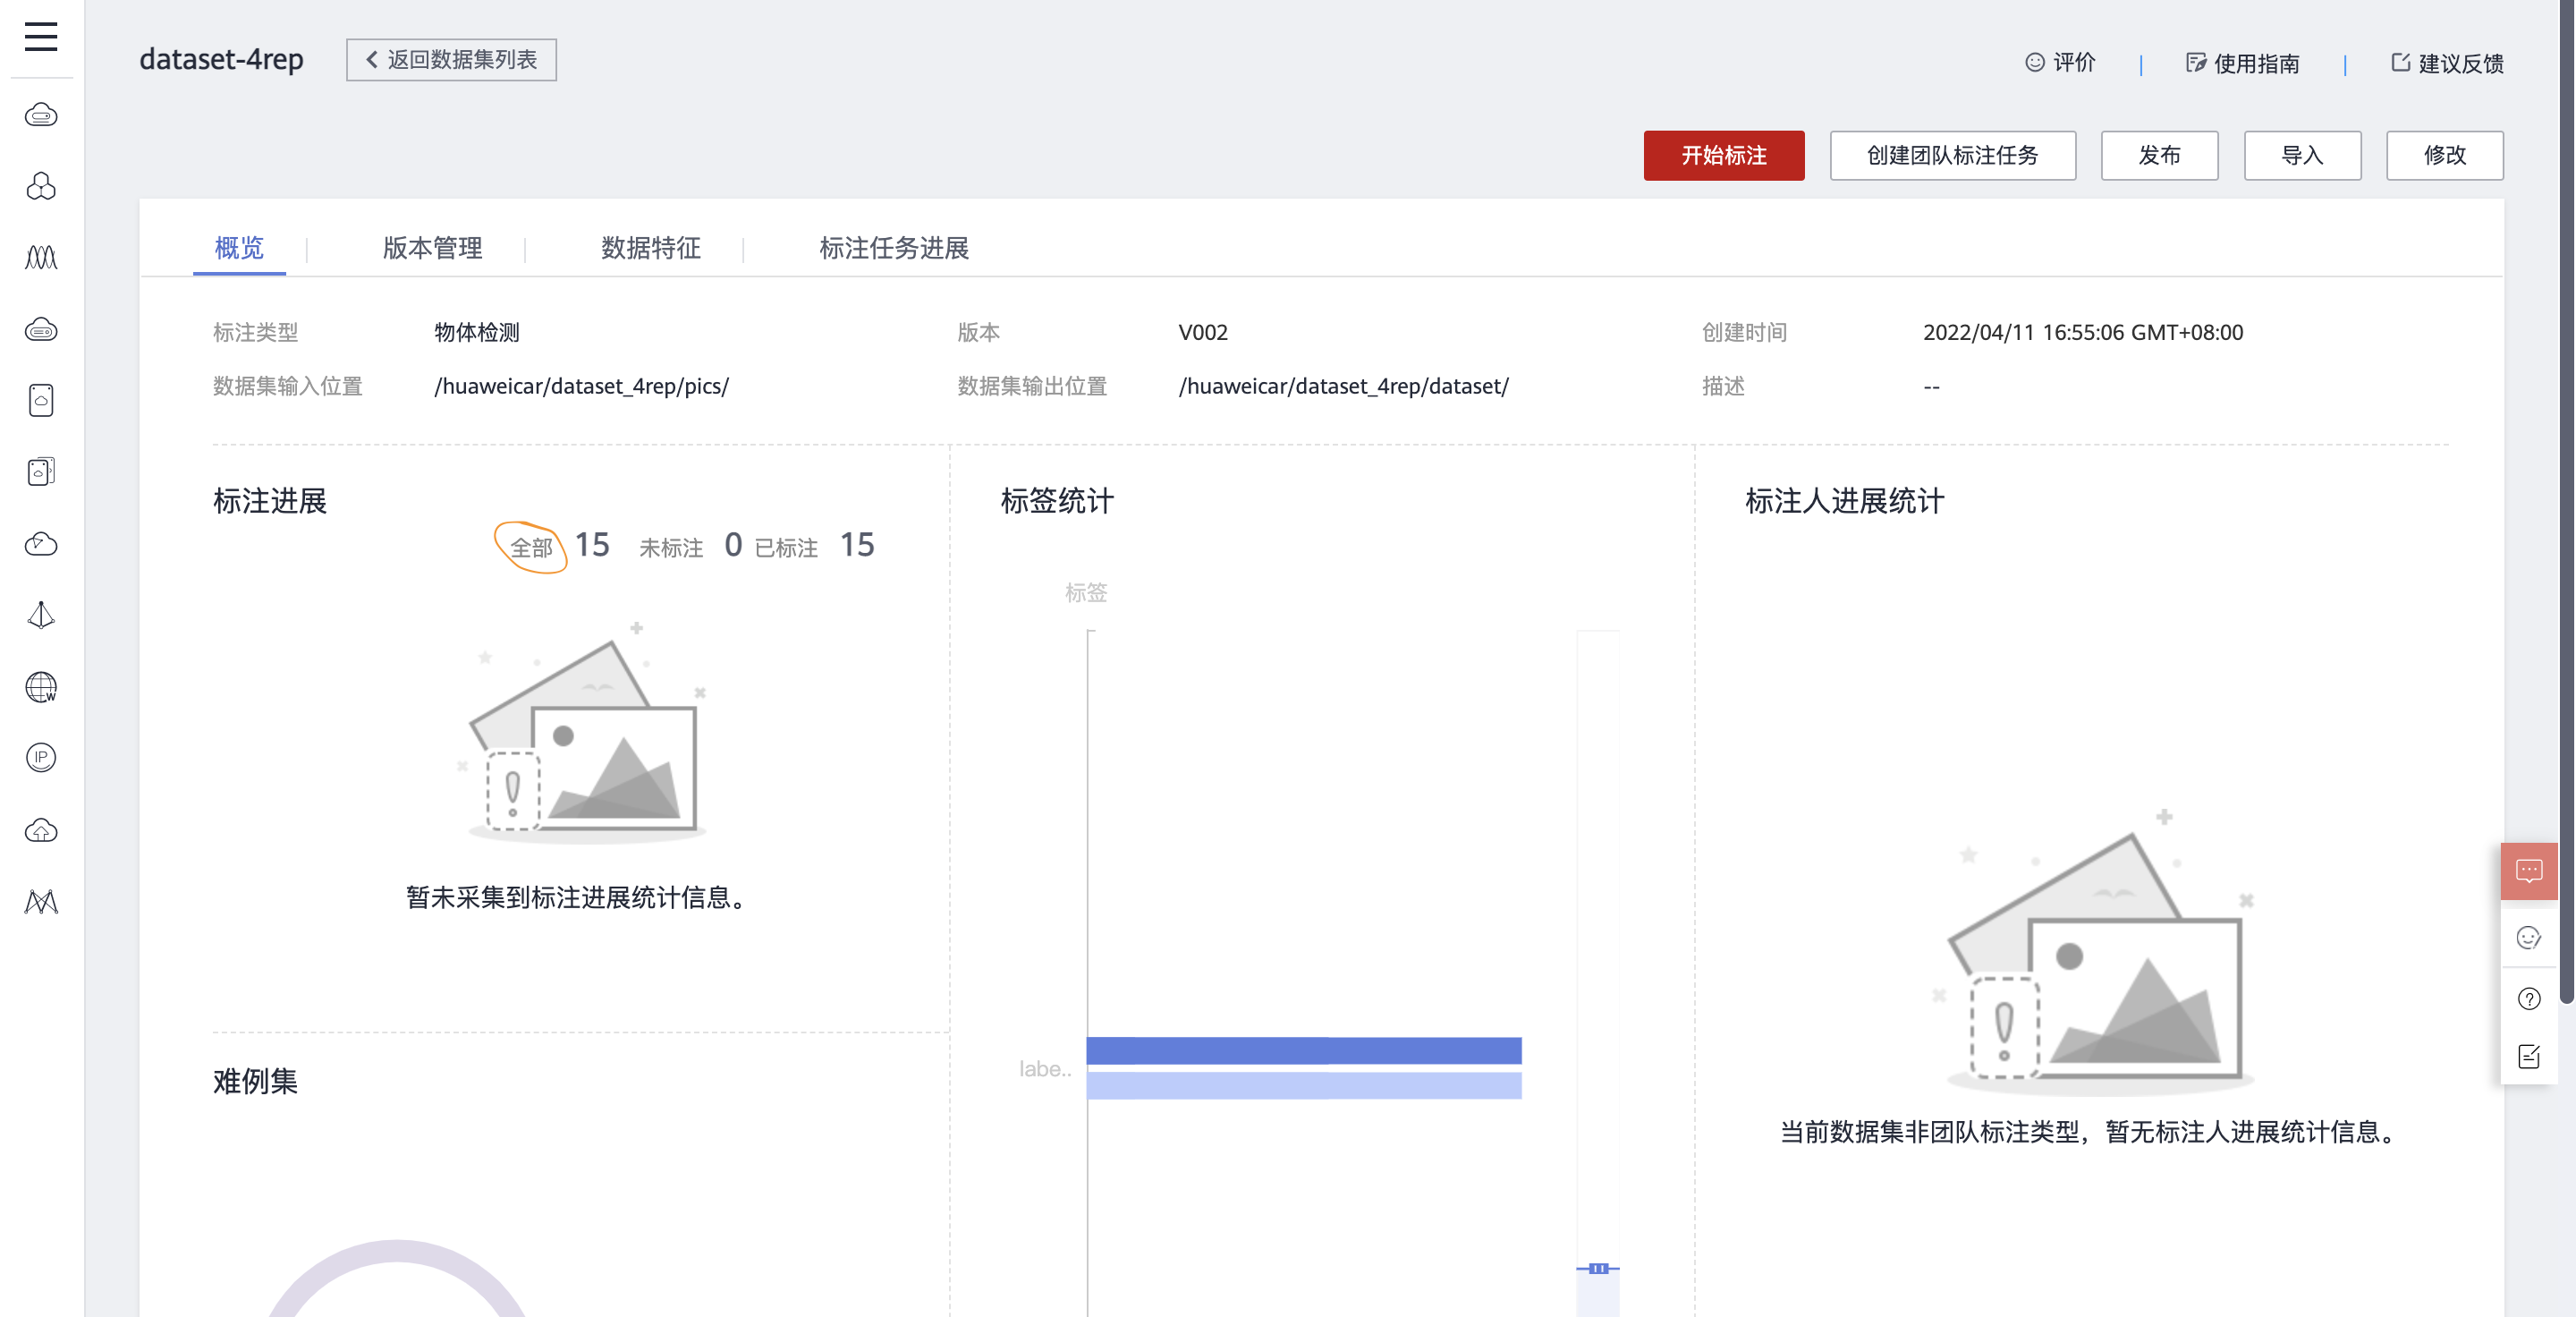 dataset-4rep
返回数据集列表
评价
使用指南
建议反馈
开始标注
创建团队标注任务
发布
导入
修改
概览
版本管理
数据特征
标注任务进展
标注类型 物体检测
版本 V002
创建时间 2022/04/11 16:55:06 GMT+08:00
数据集输入位置 /huaweicar/dataset_4rep/pics/
数据集输出位置 /huaweicar/dataset_4rep/dataset/
描述 --
标注进展
全部 15 未标注 0 已标注 15
暂未采集到标注进展统计信息。
难例集
标签统计
标签
labe..
标注人进展统计
当前数据集非团队标注类型，暂无标注人进展统计信息。
W
IP